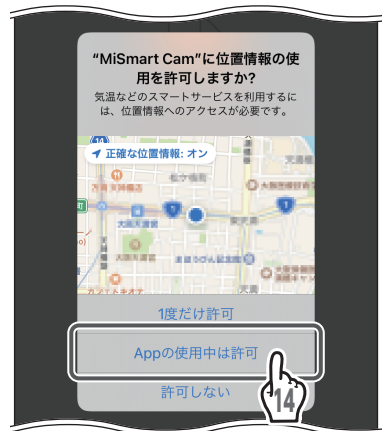 “MiSmart Cam”に位置情報の使
用を許可しますか?
気温などのスマートサービスを利用するに
は、位置情報へのアクセスが必要です。
正確な位置情報: オン
1度だけ許可
Appの使用中は許可
許可しない
14